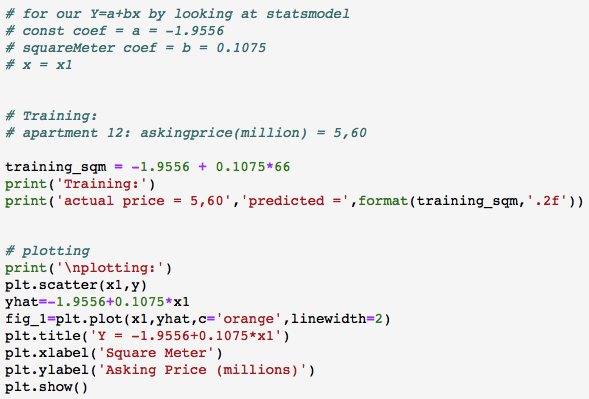 # for our Y=a+bx by looking at statsmodel
# const coef = a = -1.9556
# squareMeter coef = b = 0.1075
# x = x1
# Training:
# apartment 12: askingprice(million) = 5,60
training_sqm = -1.9556 + 0.1075*66
print('Training:')
print('actual price = 5,60','predicted =',format(training_sqm,'.2f'))
# plotting
print('\nplotting:')
plt.scatter(x1,y)
yhat=-1.9556+0.1075*x1
fig_1=plt.plot(x1,yhat,c='orange',linewidth=2)
plt.title('Y = -1.9556+0.1075*x1')
plt.xlabel('Square Meter')
plt.ylabel('Asking Price (millions)')
plt.show()